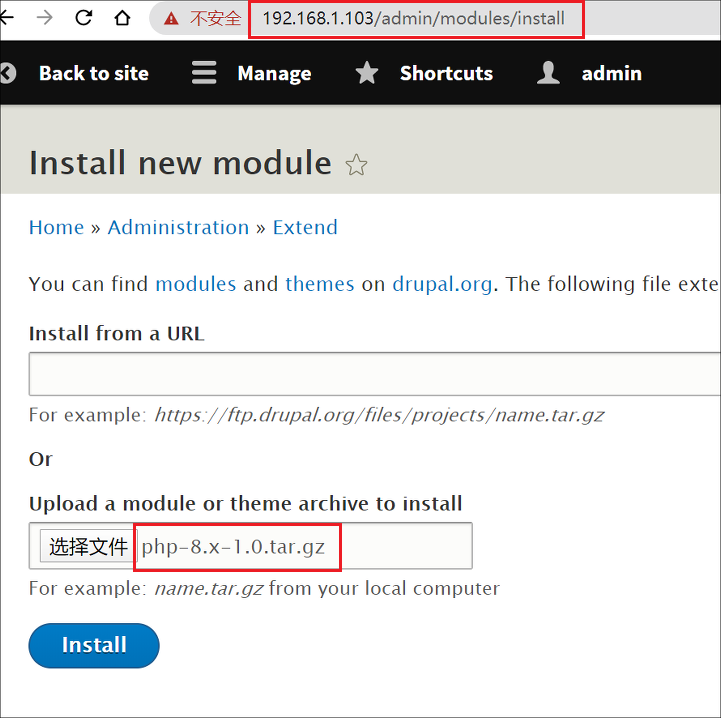 不安全 192.168.1.103/admin/modules/install
Back to site Manage Shortcuts admin
Install new module
Home » Administration » Extend
You can find modules and themes on drupal.org. The following file exte
Install from a URL
For example: https://ftp.drupal.org/files/projects/name.tar.gz
Or
Upload a module or theme archive to install
选择文件 php-8.x-1.0.tar.gz
For example: name.tar.gz from your local computer
Install